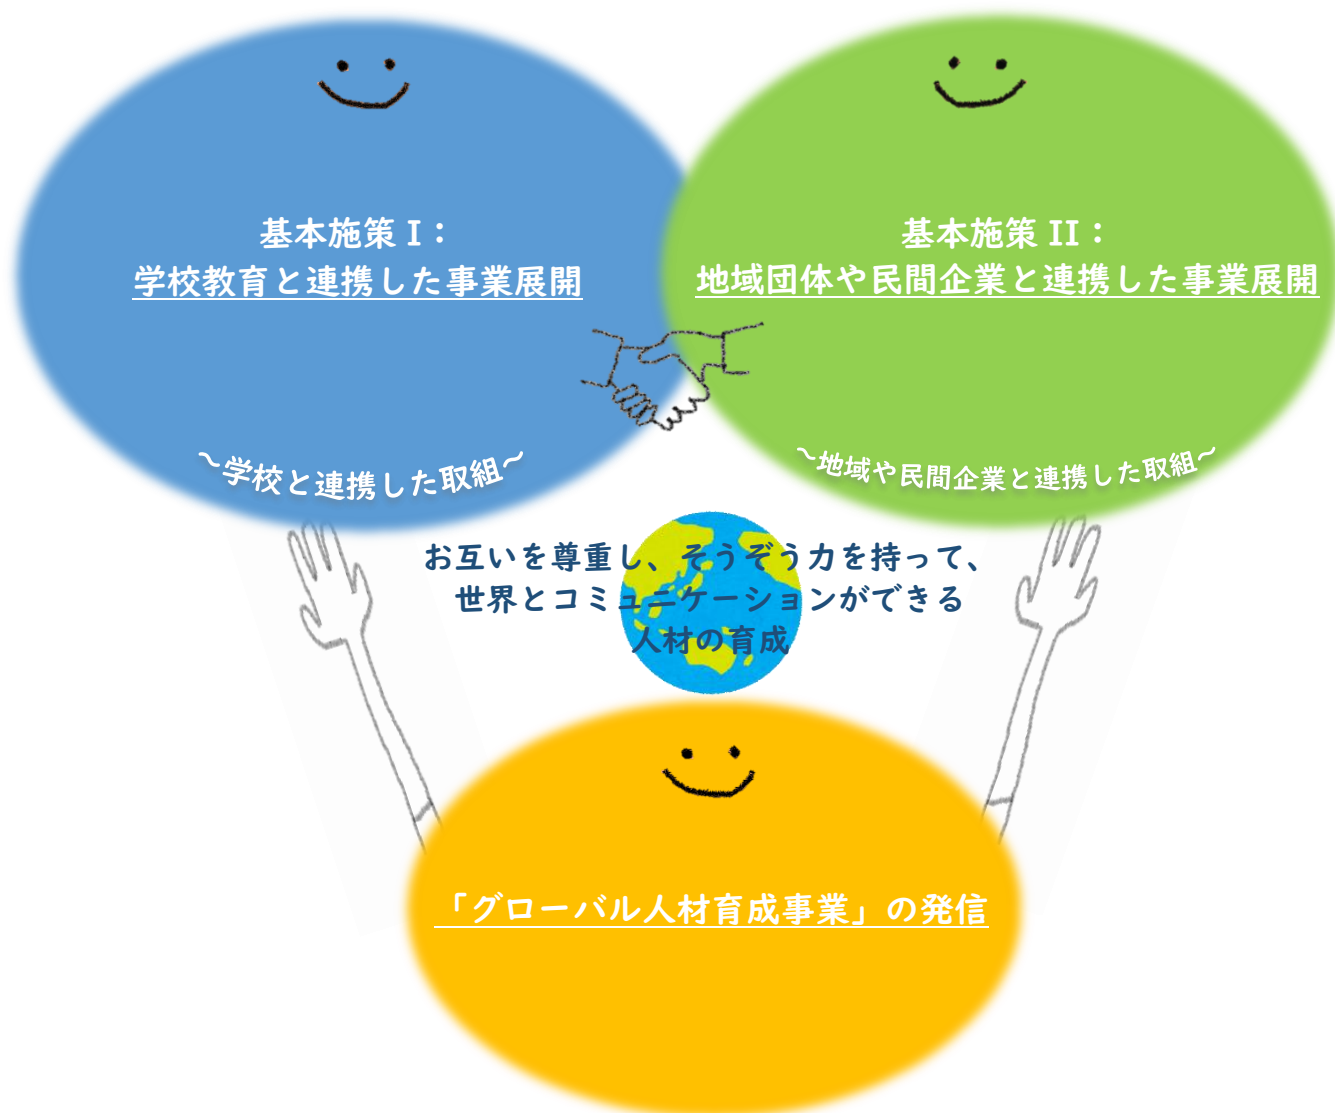 基本施策 I：
学校教育と連携した事業展開
～学校と連携した取組～
基本施策 II：
地域団体や民間企業と連携した事業展開
～地域や民間企業と連携した取組～
お互いを尊重し、そうぞう力を持って、
世界とコミュニケーションができる
人材の育成
「グローバル人材育成事業」の発信